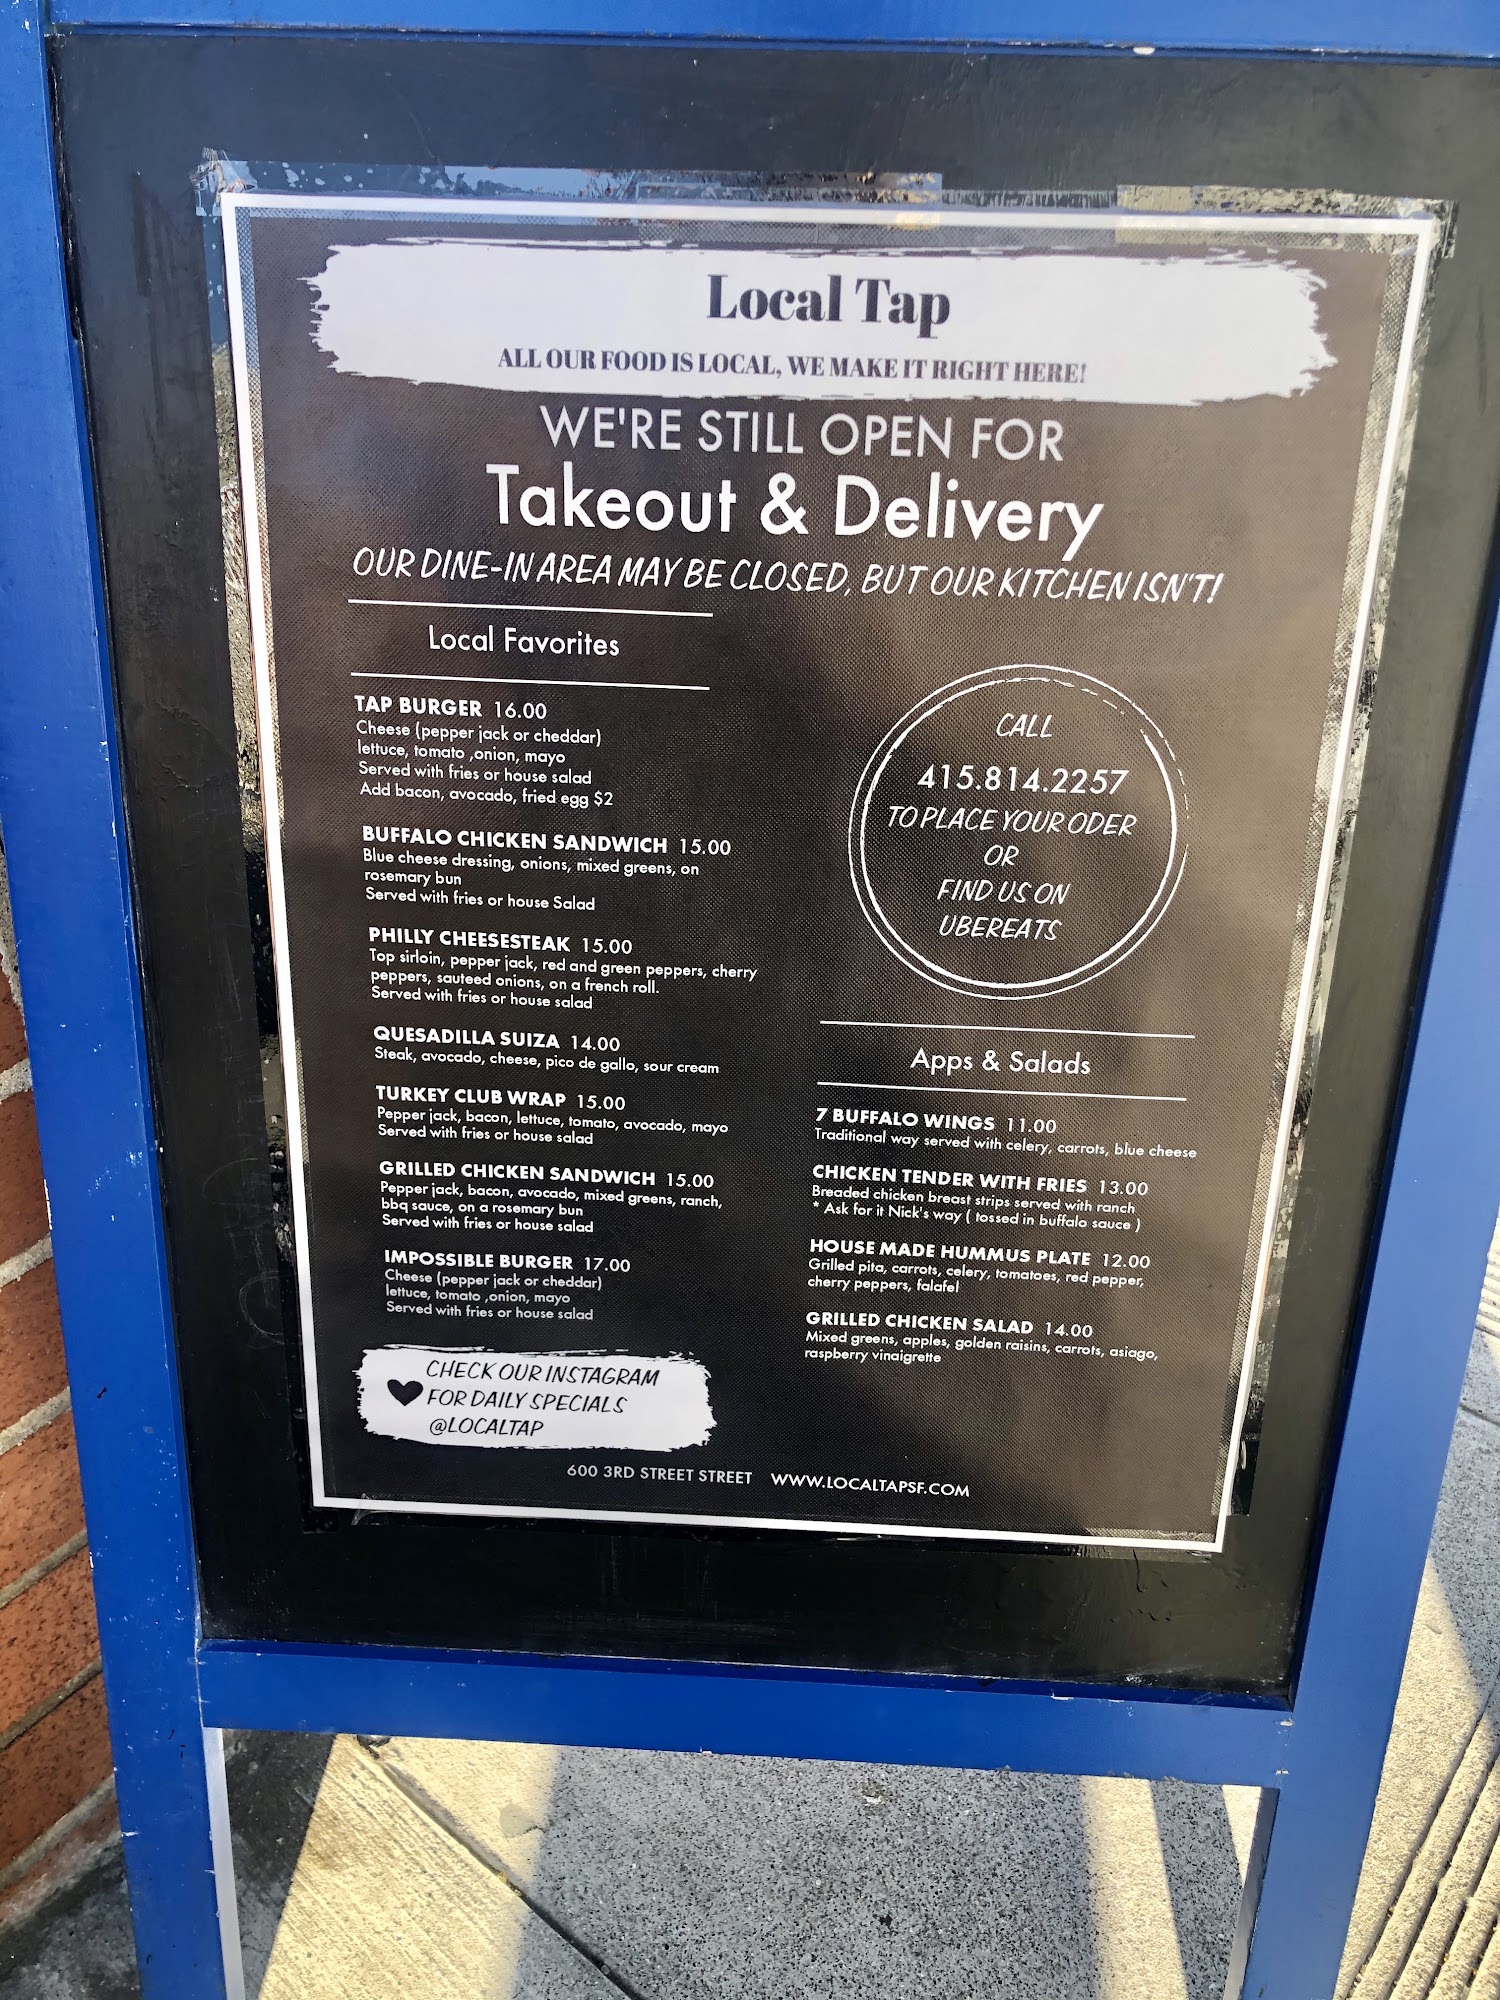 Local Tap
ALL OUR FOOD IS LOCAL, WE MAKE IT RIGHT HERE!
WE'RE STILL OPEN FOR
Takeout & Delivery
OUR DINE-IN AREA MAY BE CLOSED, BUT OUR KITCHEN ISN'T!
Local Favorites
TAP BURGER 16.00
Cheese (pepper jack or cheddar)
lettuce, tomato ,onion, mayo
Served with fries or house salad
Add bacon, avocado, fried egg $2
BUFFALO CHICKEN SANDWICH 15.00
Blue cheese dressing, onions, mixed greens, on
rosemary bun
Served with fries or house Salad
PHILLY CHEESESTEAK 15.00
Top sirloin, pepper jack, red and green peppers, cherry
peppers, sauteed onions, on a french roll.
Served with fries or house salad
QUESADILLA SUIZA 14.00
Steak, avocado, cheese, pico de gallo, sour cream
TURKEY CLUB WRAP 15.00
Pepper jack, bacon, lettuce, tomato, avocado, mayo
Served with fries or house salad
GRILLED CHICKEN SANDWICH 15.00
Pepper jack, bacon, avocado, mixed greens, ranch,
bbq sauce, on a rosemary bun
Served with fries or house salad
IMPOSSIBLE BURGER 17.00
Cheese (pepper jack or cheddar)
lettuce, tomato ,onion, mayo
Served with fries or house salad
CALL
415.814.2257
TO PLACE YOUR ODER
OR
FIND US ON
UBEREATS
Apps & Salads
7 BUFFALO WINGS 11.00
Traditional way served with celery, carrots, blue cheese
CHICKEN TENDER WITH FRIES 13.00
Breaded chicken breast strips served with ranch
* Ask for it Nick's way ( tossed in buffalo sauce )
HOUSE MADE HUMMUS PLATE 12.00
Grilled pita, carrots, celery, tomatoes, red pepper,
cherry peppers, falafel
GRILLED CHICKEN SALAD 14.00
Mixed greens, apples, golden raisins, carrots, asiago,
raspberry vinaigrette
CHECK OUR INSTAGRAM
FOR DAILY SPECIALS
@LOCALTAP
600 3RD STREET STREET WWW.LOCALTAPSF.COM